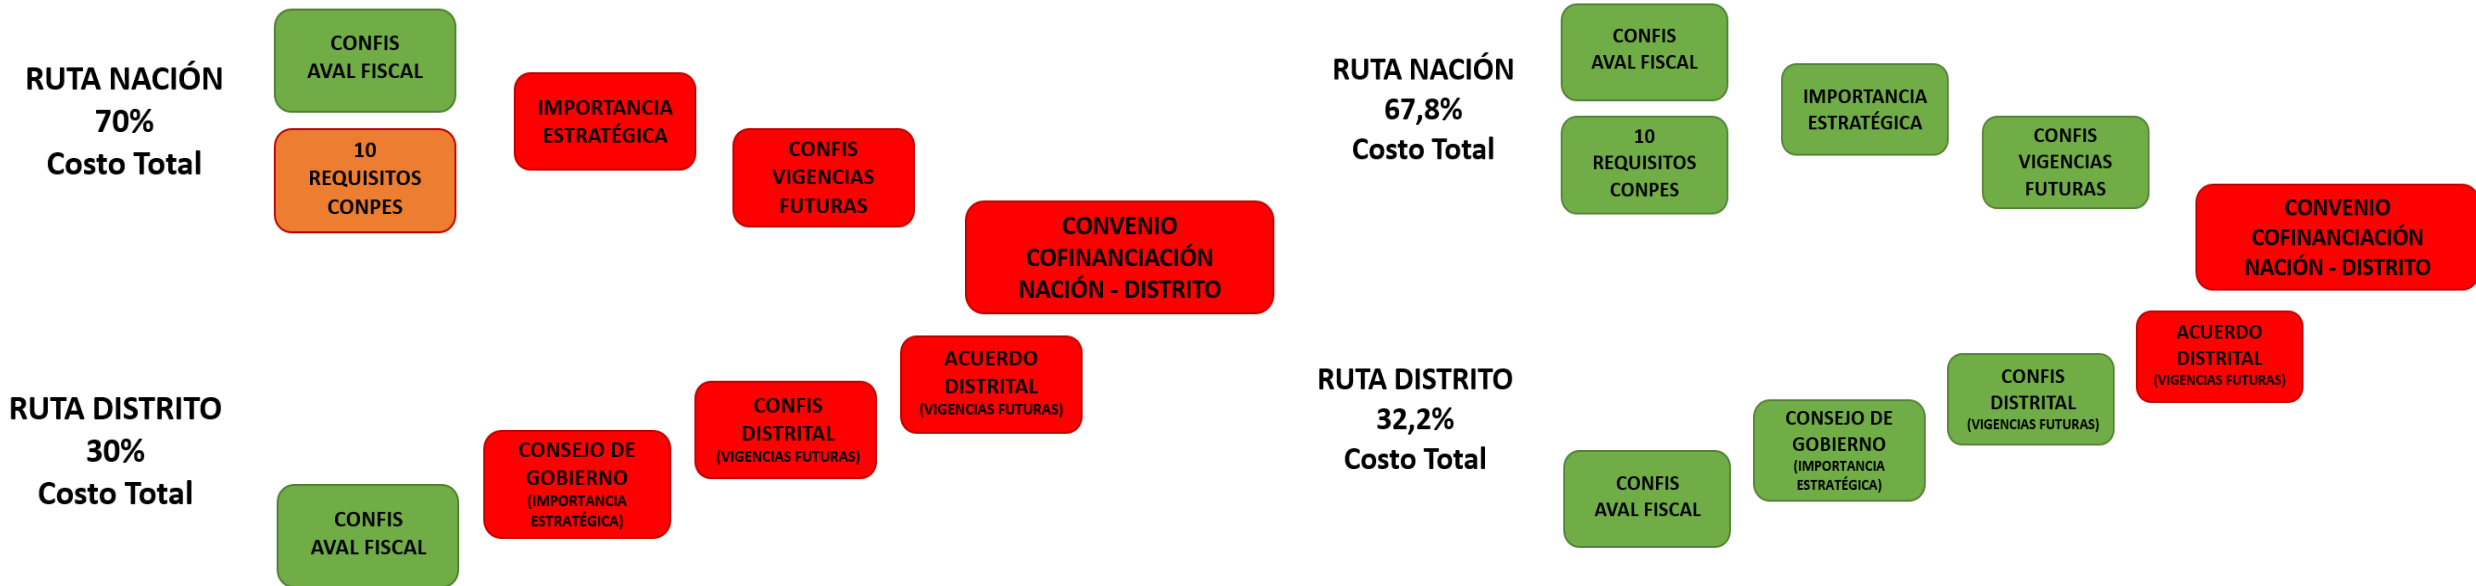 RUTA NACIÓN
70%
Costo Total
CONFIS
AVAL FISCAL
10
REQUISITOS
CONPES
IMPORTANCIA
ESTRATÉGICA
CONFIS
VIGENCIAS
FUTURAS
CONVENIO
COFINANCIACIÓN
NACIÓN - DISTRITO
RUTA DISTRITO
30%
Costo Total
CONFIS
AVAL FISCAL
CONSEJO DE
GOBIERNO
(IMPORTANCIA
ESTRATÉGICA)
CONFIS
DISTRITAL
(VIGENCIAS FUTURAS)
ACUERDO
DISTRITAL
(VIGENCIAS FUTURAS)
RUTA NACIÓN
67,8%
Costo Total
CONFIS
AVAL FISCAL
10
REQUISITOS
CONPES
IMPORTANCIA
ESTRATÉGICA
CONFIS
VIGENCIAS
FUTURAS
CONVENIO
COFINANCIACIÓN
NACIÓN - DISTRITO
RUTA DISTRITO
32,2%
Costo Total
CONFIS
AVAL FISCAL
CONSEJO DE
GOBIERNO
(IMPORTANCIA
ESTRATÉGICA)
CONFIS
DISTRITAL
(VIGENCIAS FUTURAS)
ACUERDO
DISTRITAL
(VIGENCIAS FUTURAS)